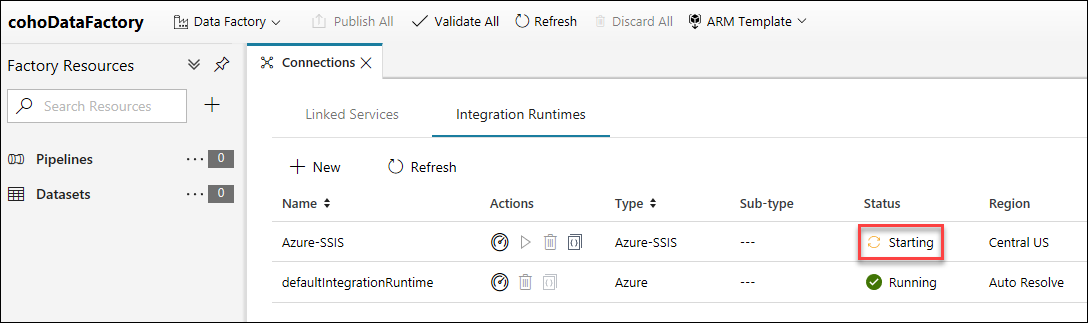 cohoDataFactory Data Factory Publish All Validate All Refresh Discard All ARM Template
Factory Resources
Connections
Search Resources
Linked Services Integration Runtimes
Pipelines 0
New Refresh
Datasets 0
Name Actions Type Sub-type Status Region
Azure-SSIS Azure-SSIS --- Starting Central US
defaultIntegrationRuntime Azure --- Running Auto Resolve